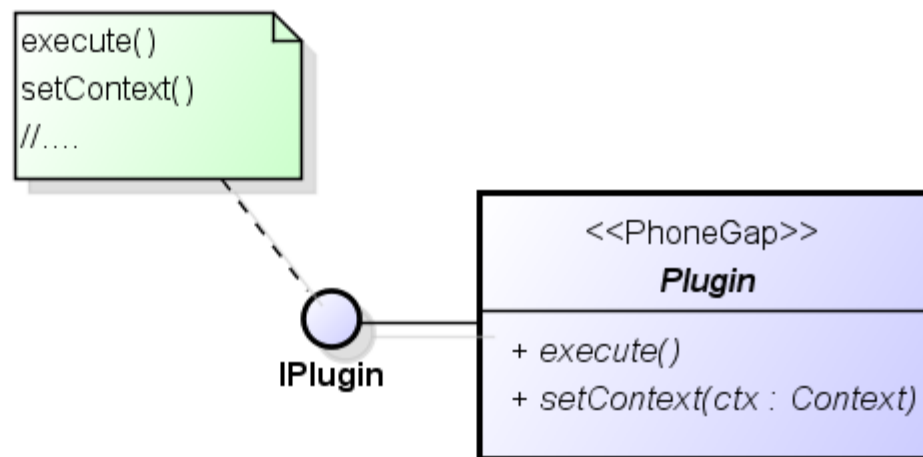 execute()
setContext()
//....
IPlugin
<<PhoneGap>>
Plugin
+ execute()
+ setContext(ctx : Context)